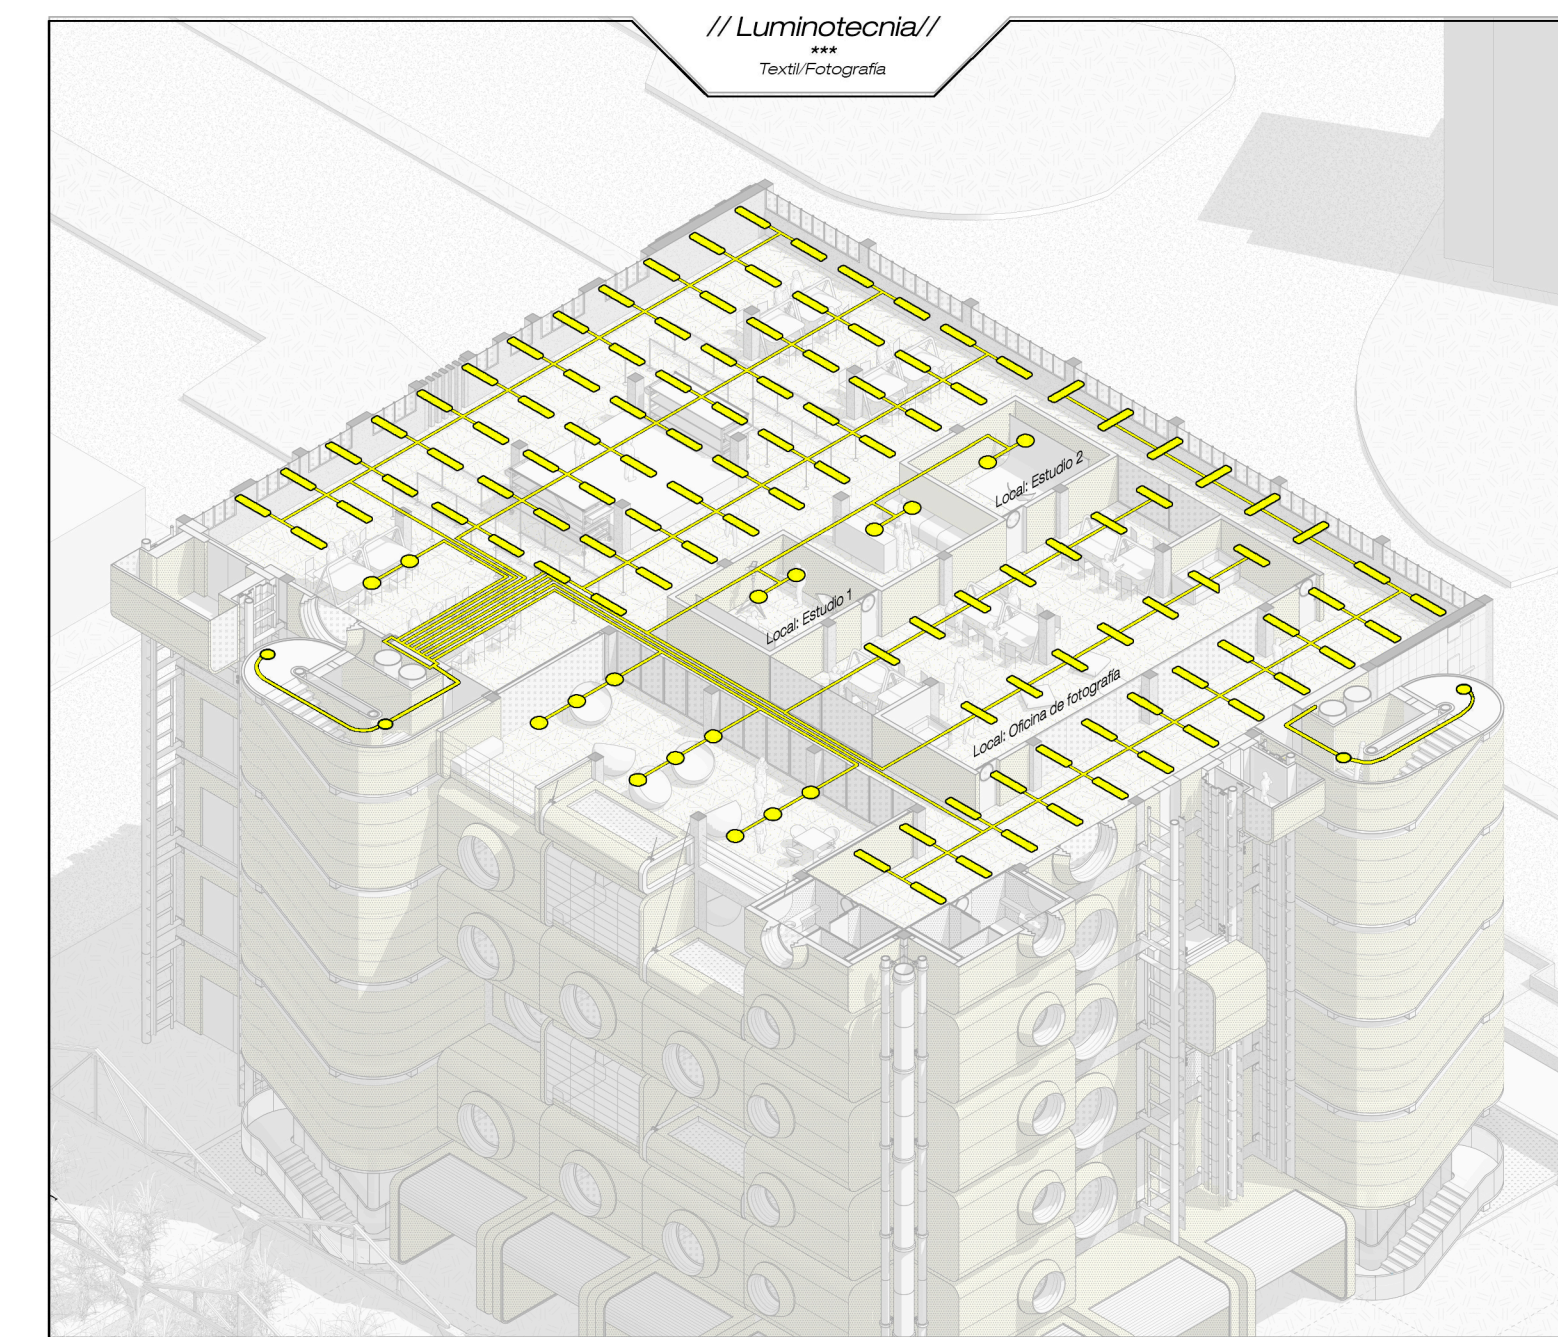 // Luminotecnia//
***
Textil/Fotografía
Local: Estudio 2
Local: Estudio 1
Local: Oficina de fotografía